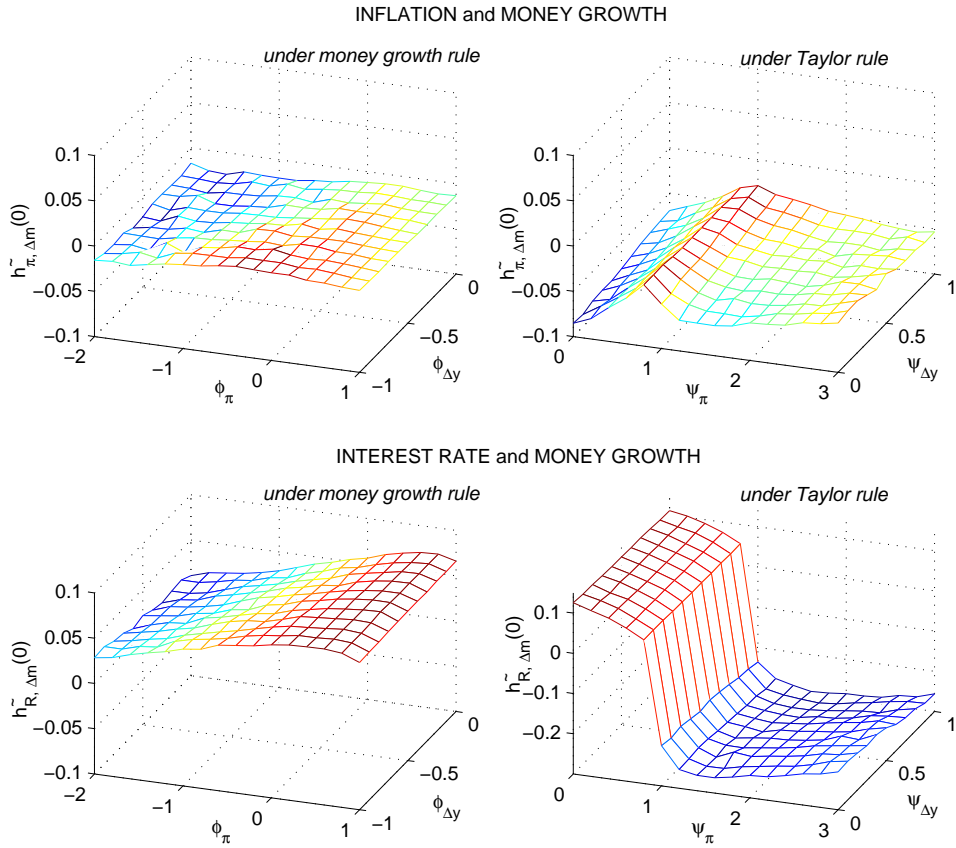 INFLATION and MONEY GROWTH
under money growth rule
under Taylor rule
0.1
0.05
0
−0.05
−0.1
h~π, Δm(0)
−2
−1
0
1
ϕπ
−1
−0.5
0
ϕΔy
0.1
0.05
0
−0.05
−0.1
h~π, Δm(0)
0
1
2
3
ψπ
0
0.5
1
ψΔy
INTEREST RATE and MONEY GROWTH
under money growth rule
under Taylor rule
0.1
0.05
0
−0.05
−0.1
h~R, Δm(0)
−2
−1
0
1
ϕπ
−1
−0.5
0
ϕΔy
0.1
0
−0.1
−0.2
h~R, Δm(0)
0
1
2
3
ψπ
0
0.5
1
ψΔy